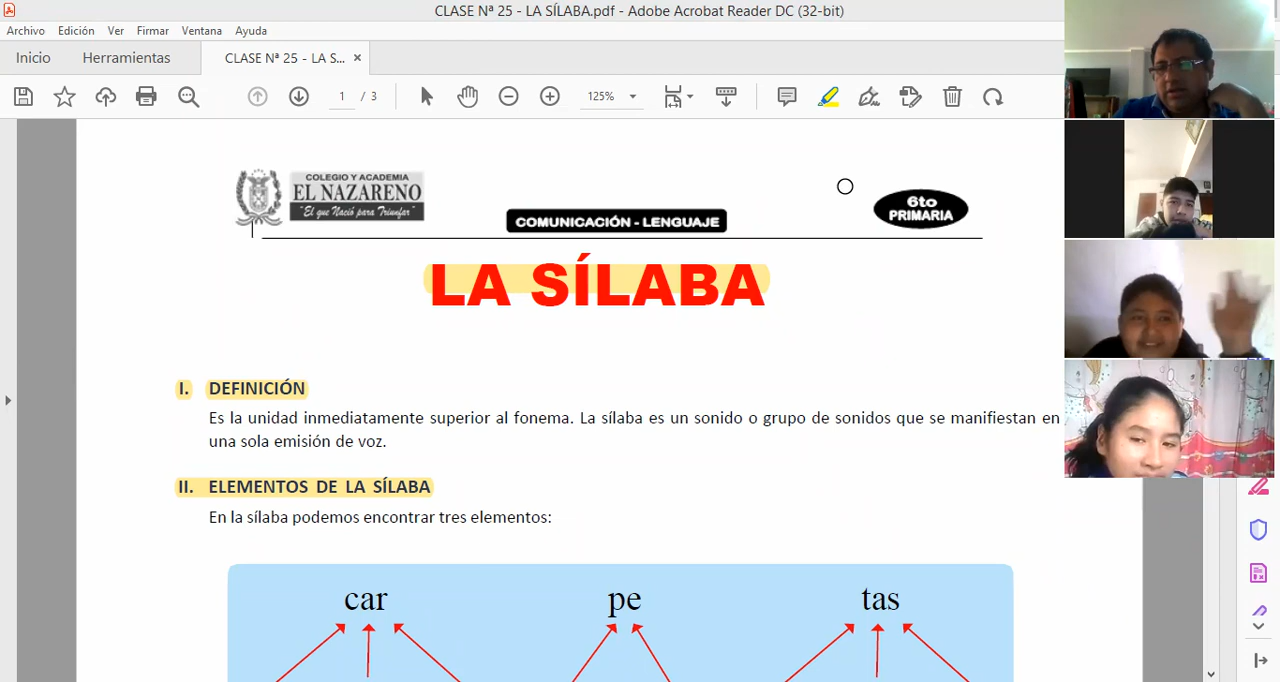 CLASE Nª 25 - LA SÍLABA.pdf - Adobe Acrobat Reader DC (32-bit)
Archivo Edición Ver Firmar Ventana Ayuda
Inicio Herramientas CLASE Nª 25 - LA S... ×
1 / 3 125%
COLEGIO Y ACADEMIA
EL NAZARENO
"El que Nació para Triunfar"
COMUNICACIÓN - LENGUAJE
6to
PRIMARIA
LA SÍLABA
I. DEFINICIÓN
Es la unidad inmediatamente superior al fonema. La sílaba es un sonido o grupo de sonidos que se manifiestan en
una sola emisión de voz.
II. ELEMENTOS DE LA SÍLABA
En la sílaba podemos encontrar tres elementos:
car pe tas